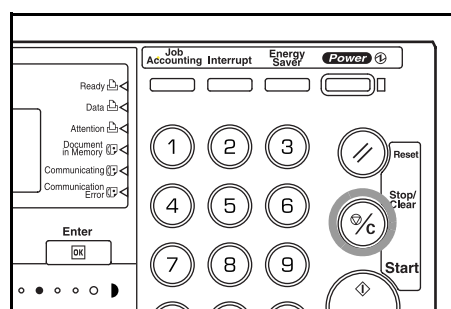 Job
Accounting
Interrupt
Energy
Saver
Power
Ready
Data
Attention
Document
in Memory
Communicating
Communication
Error
Enter
OK
1
2
3
4
5
6
7
8
9
Reset
Stop/
Clear
/C
Start